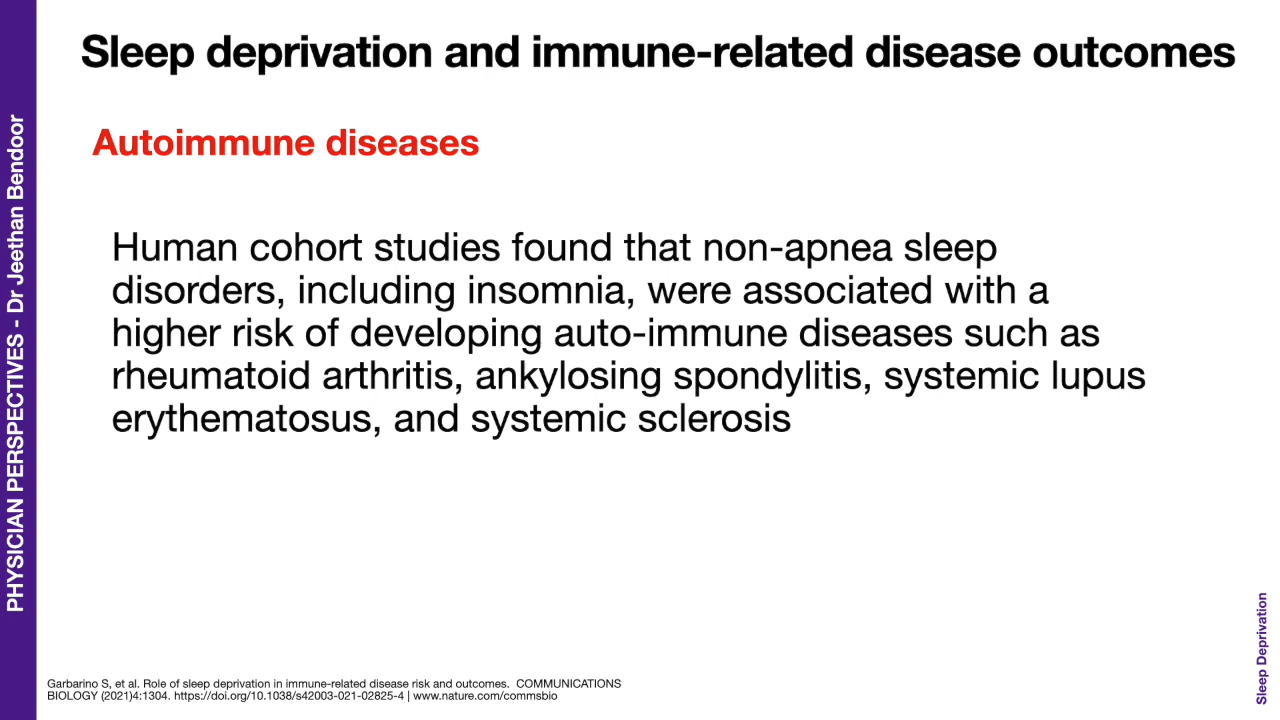 Sleep deprivation and immune-related disease outcomes
Autoimmune diseases
Human cohort studies found that non-apnea sleep
disorders, including insomnia, were associated with a
higher risk of developing auto-immune diseases such as
rheumatoid arthritis, ankylosing spondylitis, systemic lupus
erythematosus, and systemic sclerosis
PHYSICIAN PERSPECTIVES - Dr Jeethan Bendoor
Garbarino S, et al. Role of sleep deprivation in immune-related disease risk and outcomes. COMMUNICATIONS
BIOLOGY (2021)4:1304. https://doi.org/10.1038/s42003-021-02825-4 | www.nature.com/commsbio
Sleep Deprivation